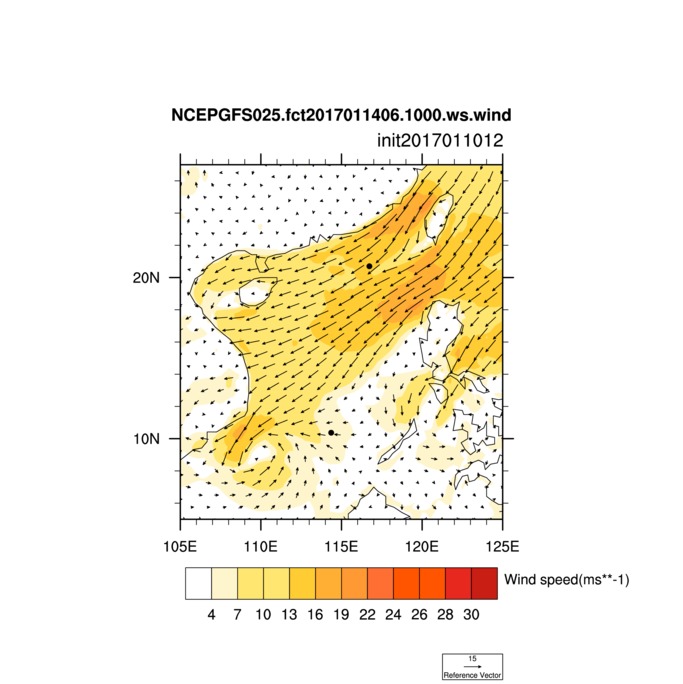 NCEPGFS025.fct2017011406.1000.ws.wind
init2017011012
20N
10N
105E 110E 115E 120E 125E
Wind speed(ms**-1)
4 7 10 13 16 19 22 24 26 28 30
15
Reference Vector